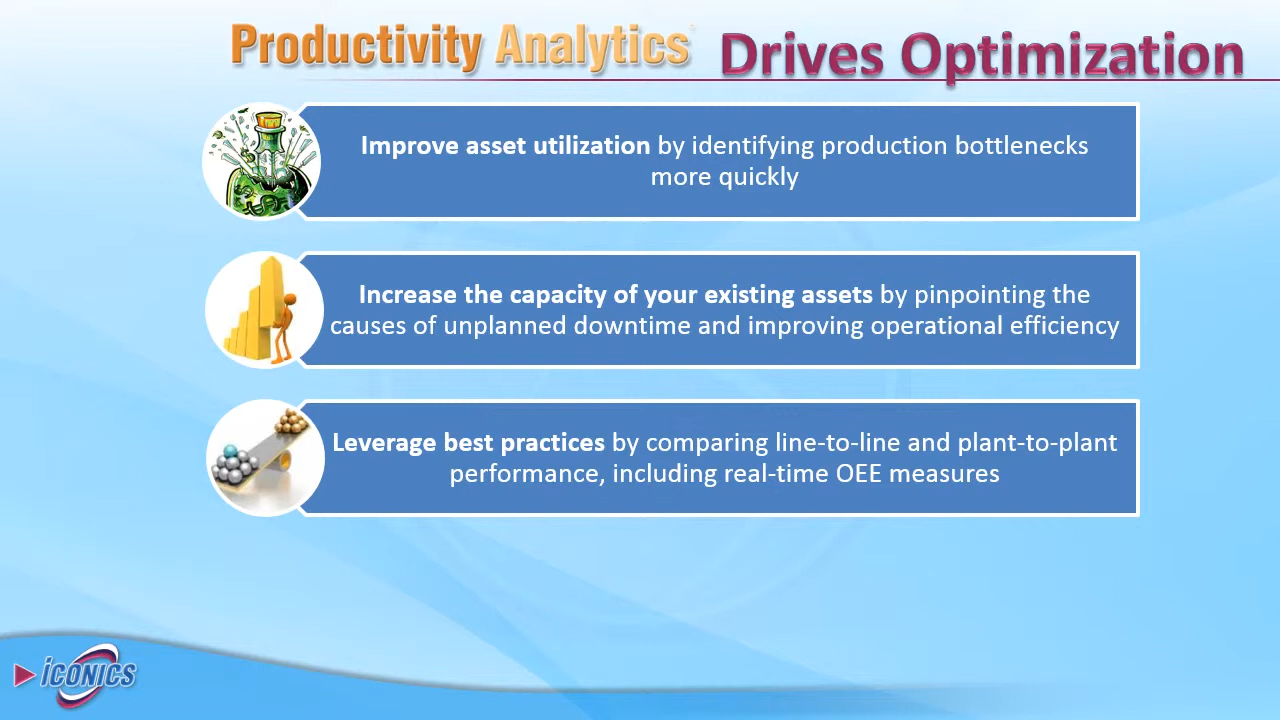 Productivity Analytics Drives Optimization
Improve asset utilization by identifying production bottlenecks
more quickly
Increase the capacity of your existing assets by pinpointing the
causes of unplanned downtime and improving operational efficiency
Leverage best practices by comparing line-to-line and plant-to-plant
performance, including real-time OEE measures
ICONICS